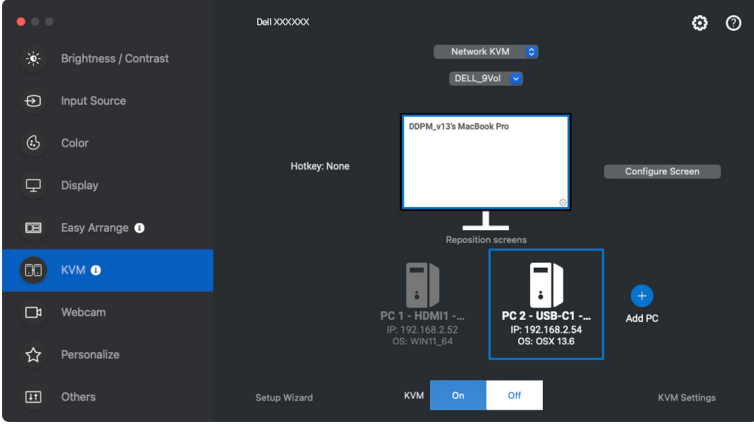 Dell XXXXXX
Brightness / Contrast
Input Source
Color
Display
Easy Arrange
KVM
Webcam
Personalize
Others
Network KVM
DELL_9Vol
DDPM_v13's MacBook Pro
Hotkey: None
Configure Screen
Reposition screens
PC 1 - HDMI1 -...
IP: 192.168.2.52
OS: WIN11_64
PC 2 - USB-C1 -...
IP: 192.168.2.54
OS: OSX 13.6
Add PC
Setup Wizard
KVM
On
Off
KVM Settings